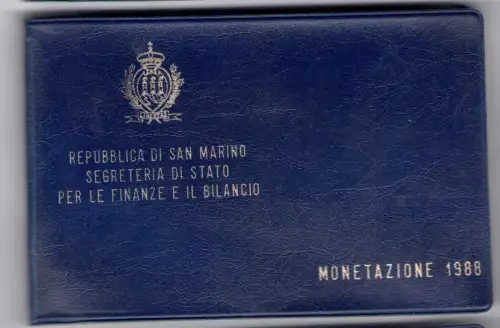 REPUBBLICA DI SAN MARINO
SEGRETERIA DI STATO
PER LE FINANZE E IL BILANCIO
MONETAZIONE 1988